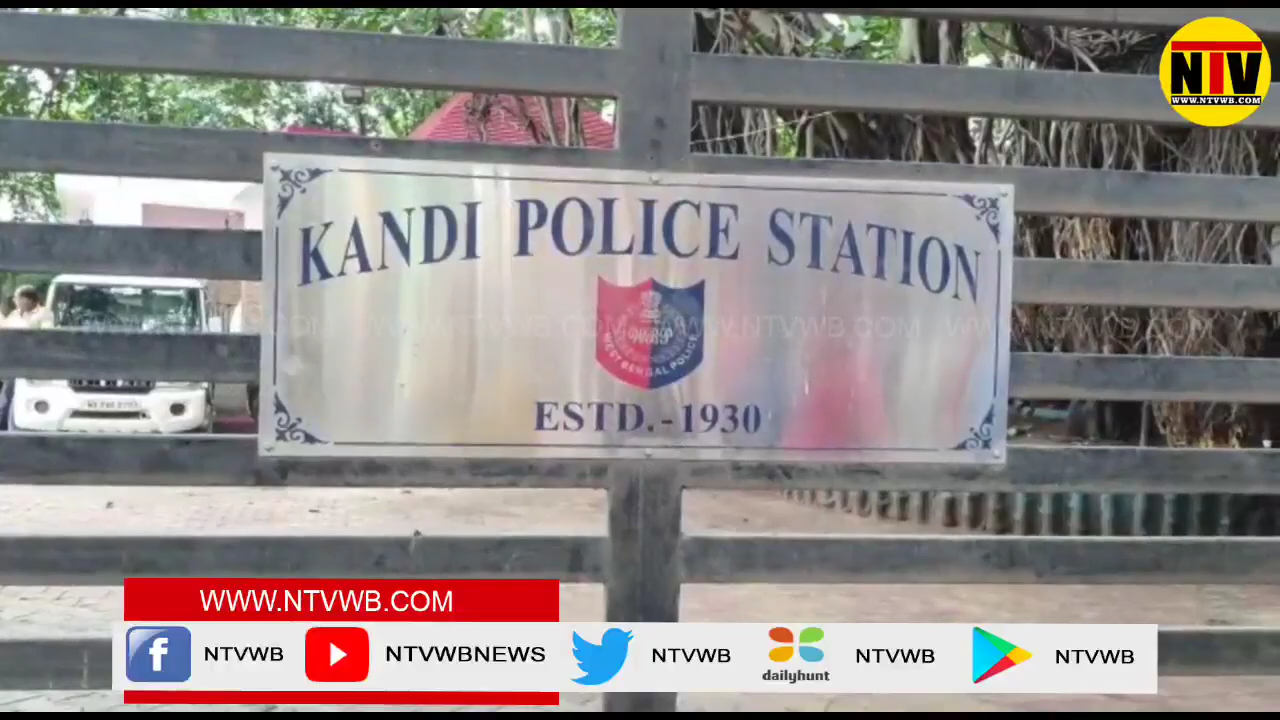 NTV
WWW.NTVWB.COM
KANDI POLICE STATION
WBP
WEST BENGAL POLICE
ESTD.-1930
WWW.NTVWB.COM
NTVWB
NTVWBNEWS
NTVWB
dailyhunt
NTVWB
NTVWB